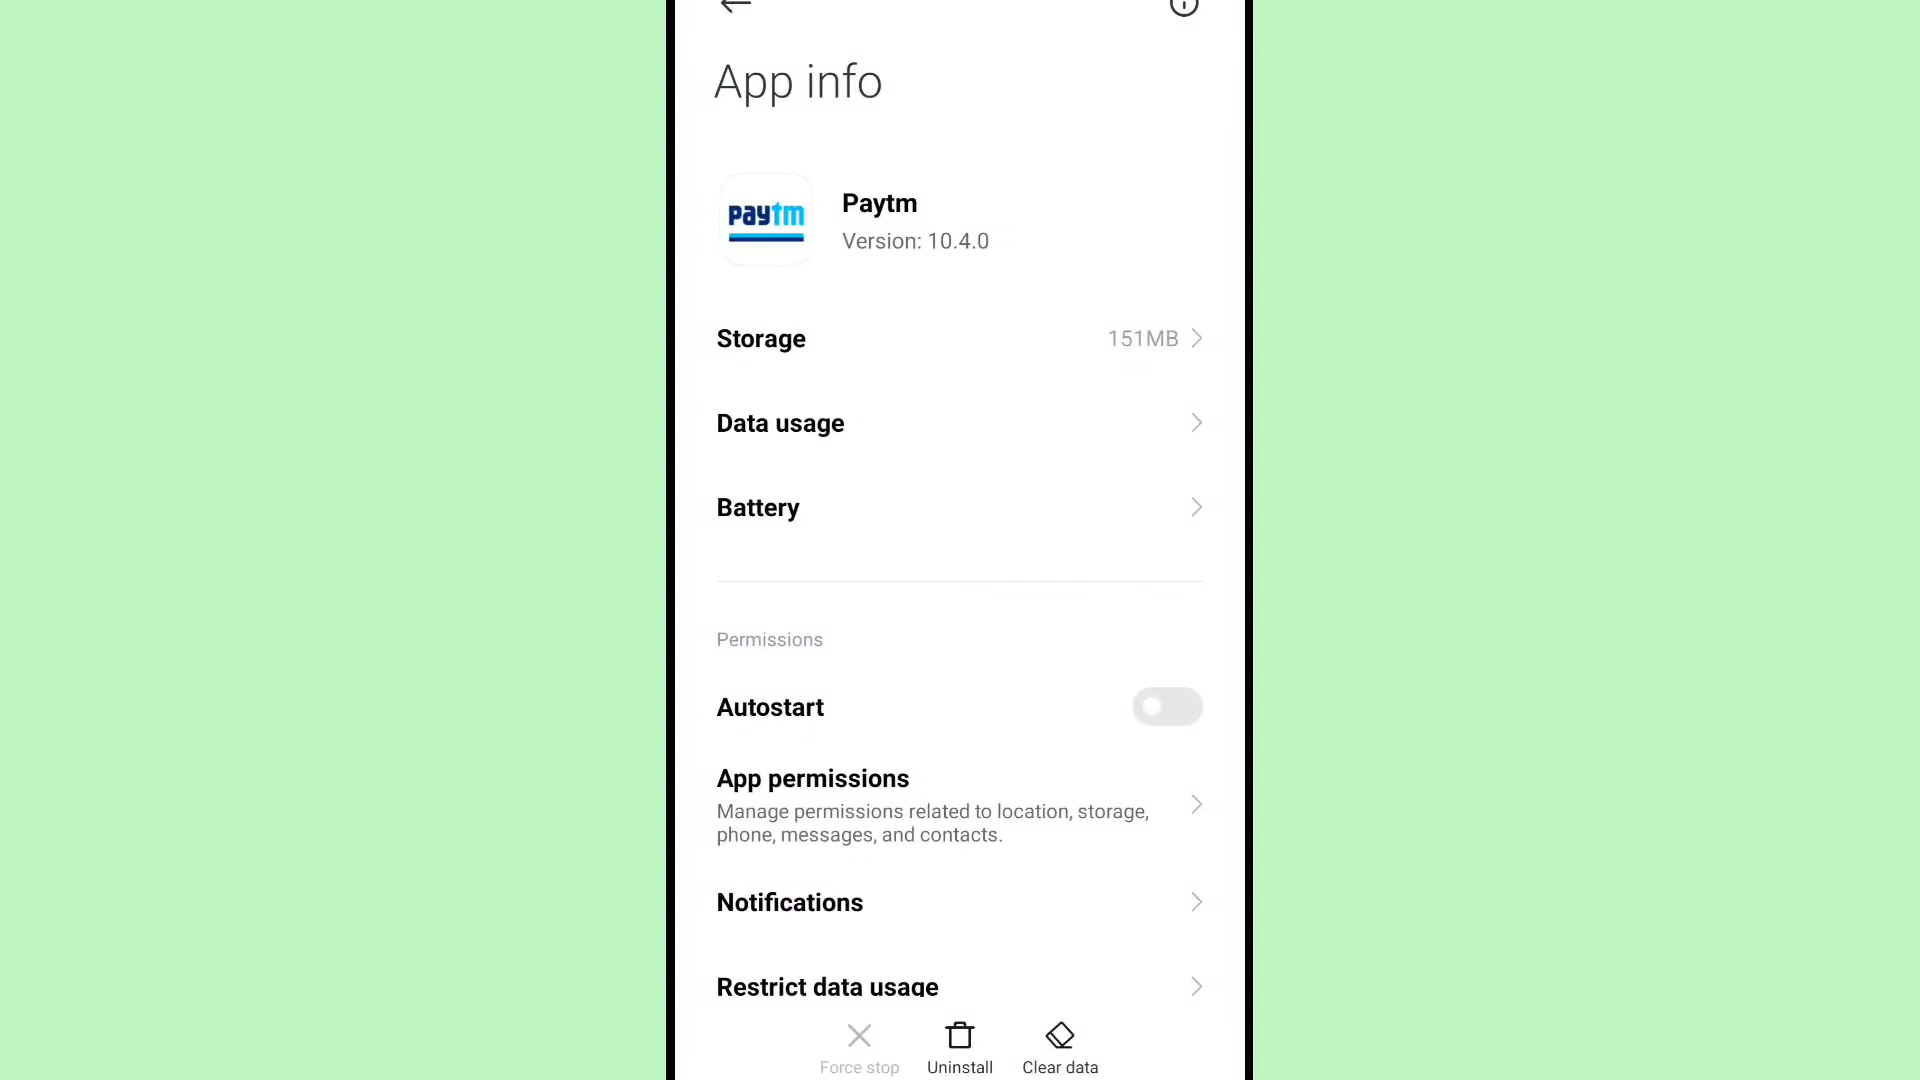 App info
paytm
Paytm
Version: 10.4.0
Storage
151MB
Data usage
Battery
Permissions
Autostart
App permissions
Manage permissions related to location, storage,
phone, messages, and contacts.
Notifications
Restrict data usage
Force stop
Uninstall
Clear data